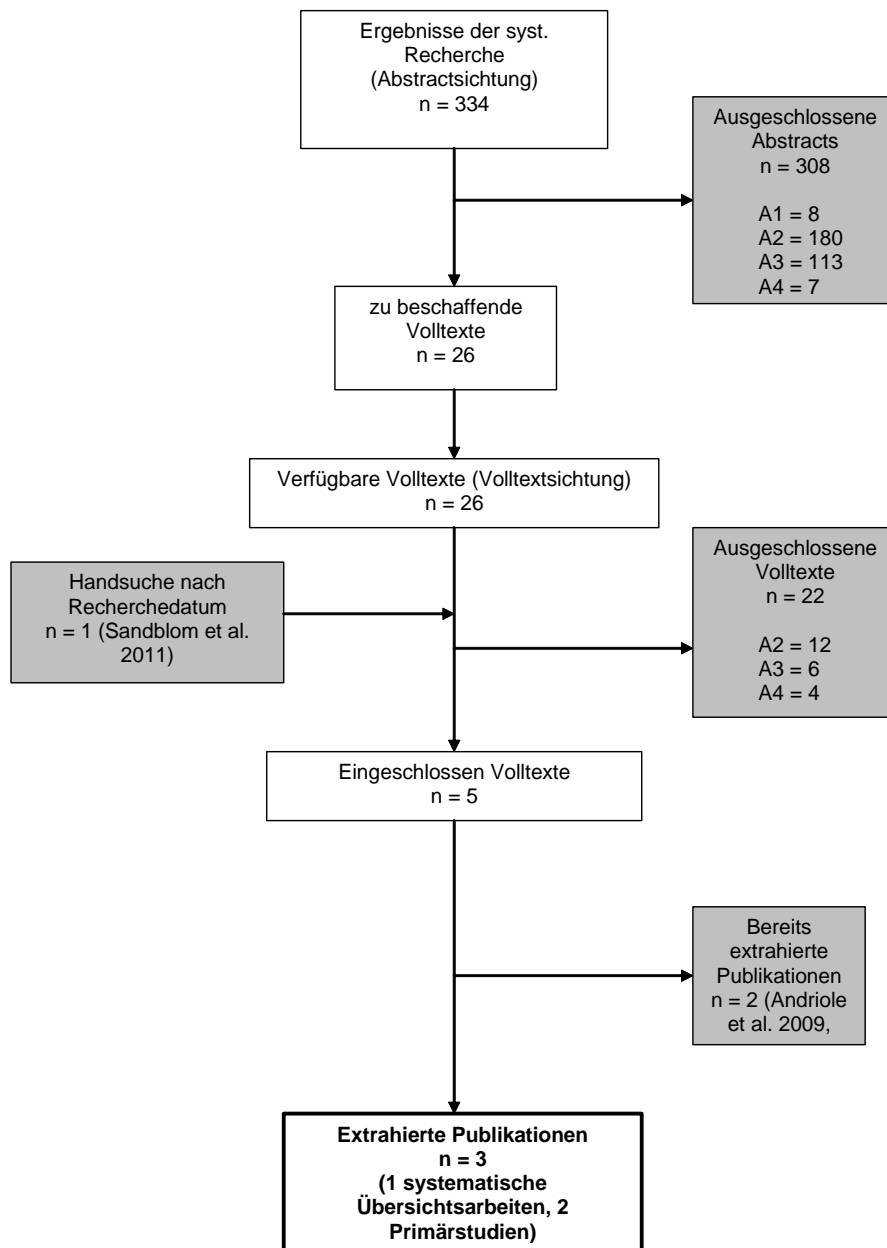 Ergebnisse der syst.
Recherche
(Abstractsichtung)
n = 334
Ausgeschlossene
Abstracts
n = 308
A1 = 8
A2 = 180
A3 = 113
A4 = 7
zu beschaffende
Volltexte
n = 26
Verfügbare Volltexte (Volltextsichtung)
n = 26
Handsuche nach
Recherchedatum
n = 1 (Sandblom et al.
2011)
Ausgeschlossene
Volltexte
n = 22
A2 = 12
A3 = 6
A4 = 4
Eingeschlossen Volltexte
n = 5
Bereits
extrahierte
Publikationen
n = 2 (Andriole
et al. 2009,
Extrahierte Publikationen
n = 3
(1 systematische
Übersichtsarbeiten, 2
Primärstudien)